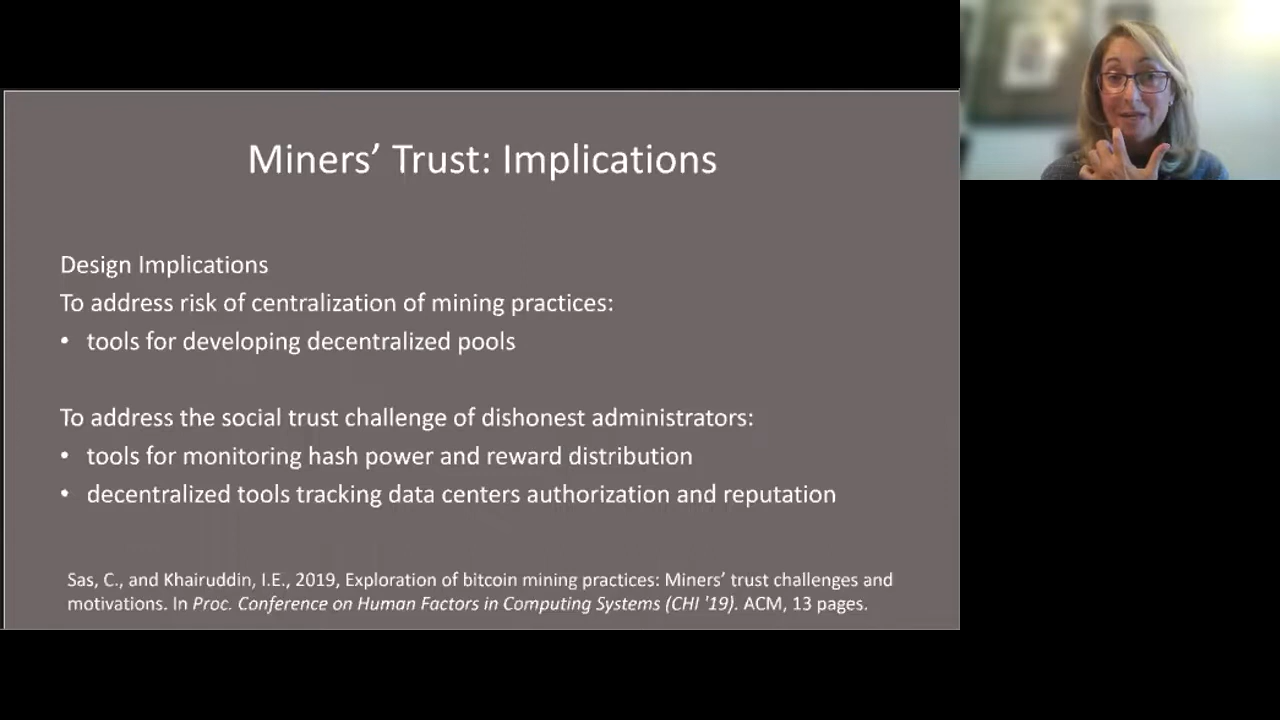 Miners’ Trust: Implications
Design Implications
To address risk of centralization of mining practices:
• tools for developing decentralized pools
To address the social trust challenge of dishonest administrators:
• tools for monitoring hash power and reward distribution
• decentralized tools tracking data centers authorization and reputation
Sas, C., and Khairuddin, I.E., 2019, Exploration of bitcoin mining practices: Miners’ trust challenges and
motivations. In Proc. Conference on Human Factors in Computing Systems (CHI '19). ACM, 13 pages.